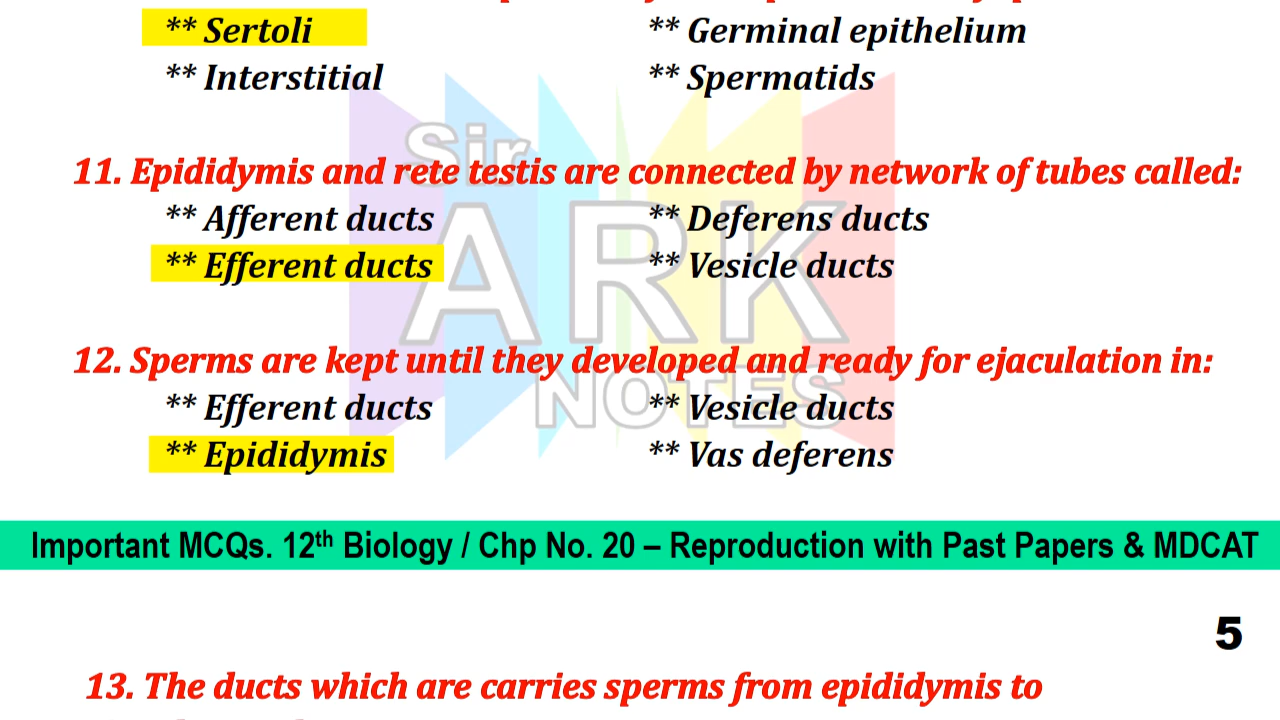 ** Sertoli ** Germinal epithelium
** Interstitial ** Spermatids
11. Epididymis and rete testis are connected by network of tubes called:
** Afferent ducts ** Deferens ducts
** Efferent ducts ** Vesicle ducts
12. Sperms are kept until they developed and ready for ejaculation in:
** Efferent ducts ** Vesicle ducts
** Epididymis ** Vas deferens
Sir
ARK
NOTES
Important MCQs. 12th Biology / Chp No. 20 – Reproduction with Past Papers & MDCAT
5
13. The ducts which are carries sperms from epididymis to